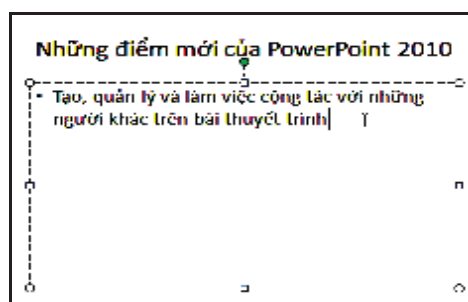 Những điểm mới của PowerPoint 2010
• Tạo, quản lý và làm việc cộng tác với những
người khác trên bài thuyết trình